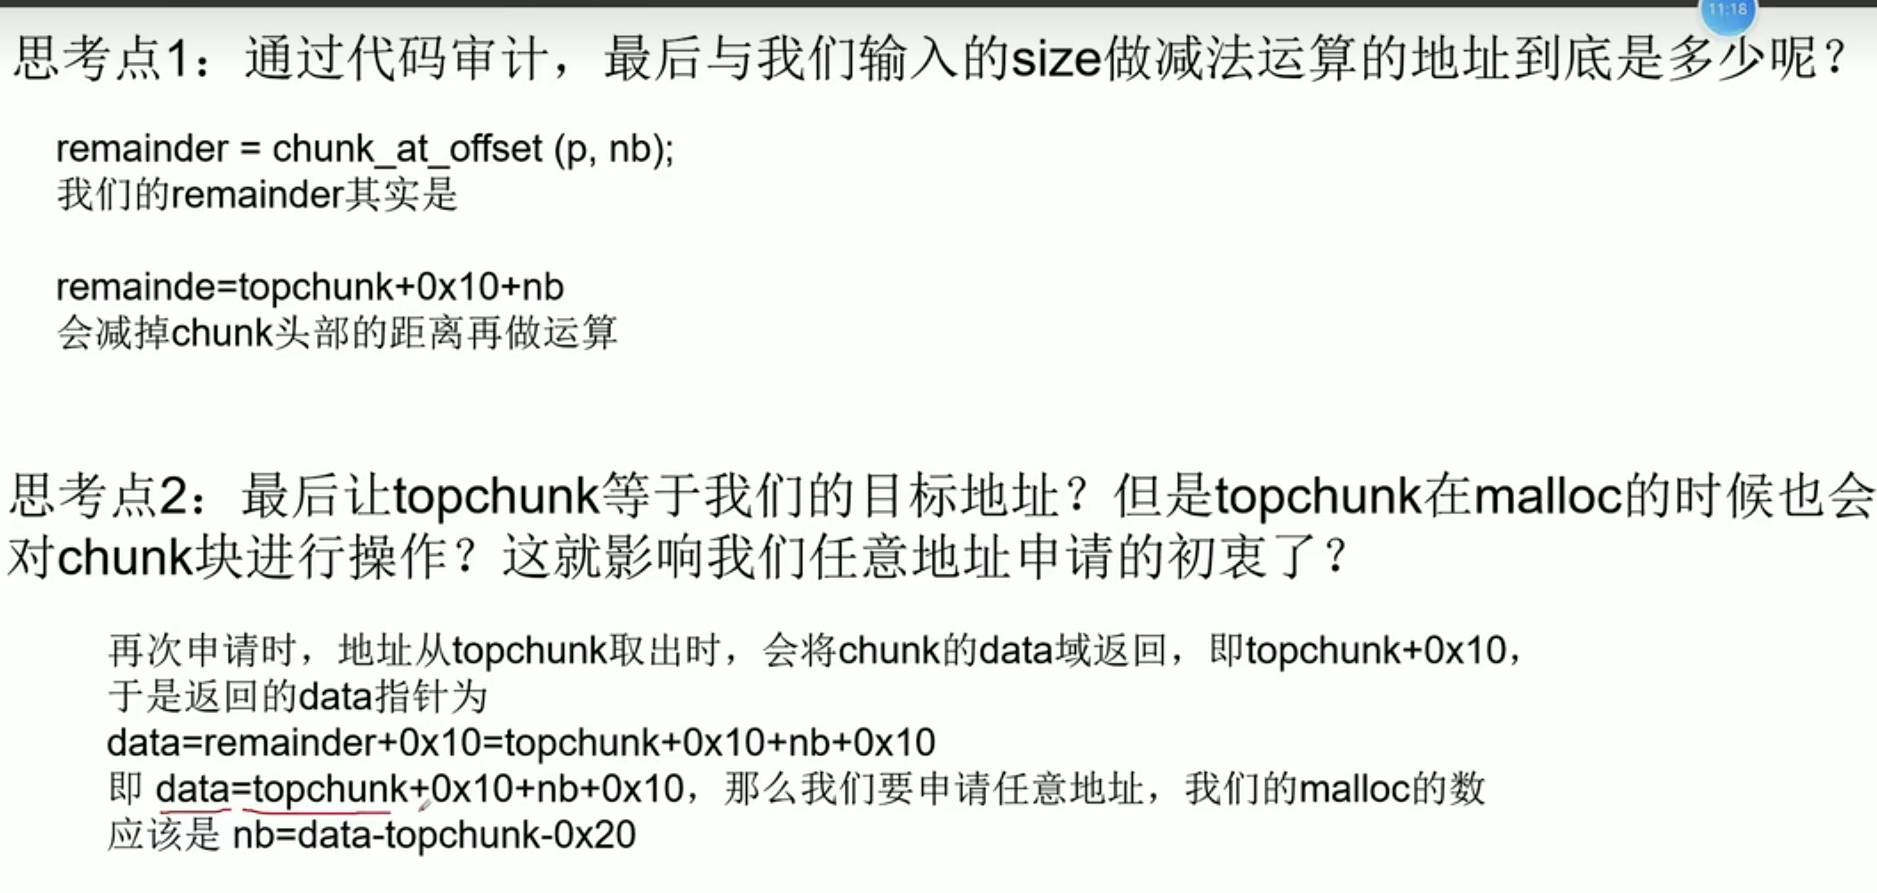 11:18
思考点1：通过代码审计，最后与我们输入的size做减法运算的地址到底是多少呢？
remainder = chunk_at_offset (p, nb);
我们的remainder其实是
remainde=topchunk+0x10+nb
会减掉chunk头部的距离再做运算
思考点2：最后让topchunk等于我们的目标地址？但是topchunk在malloc的时候也会
对chunk块进行操作？这就影响我们任意地址申请的初衷了？
再次申请时，地址从topchunk取出时，会将chunk的data域返回，即topchunk+0x10，
于是返回的data指针为
data=remainder+0x10=topchunk+0x10+nb+0x10
即 data=topchunk+0x10+nb+0x10，那么我们要申请任意地址，我们的malloc的数
应该是 nb=data-topchunk-0x20